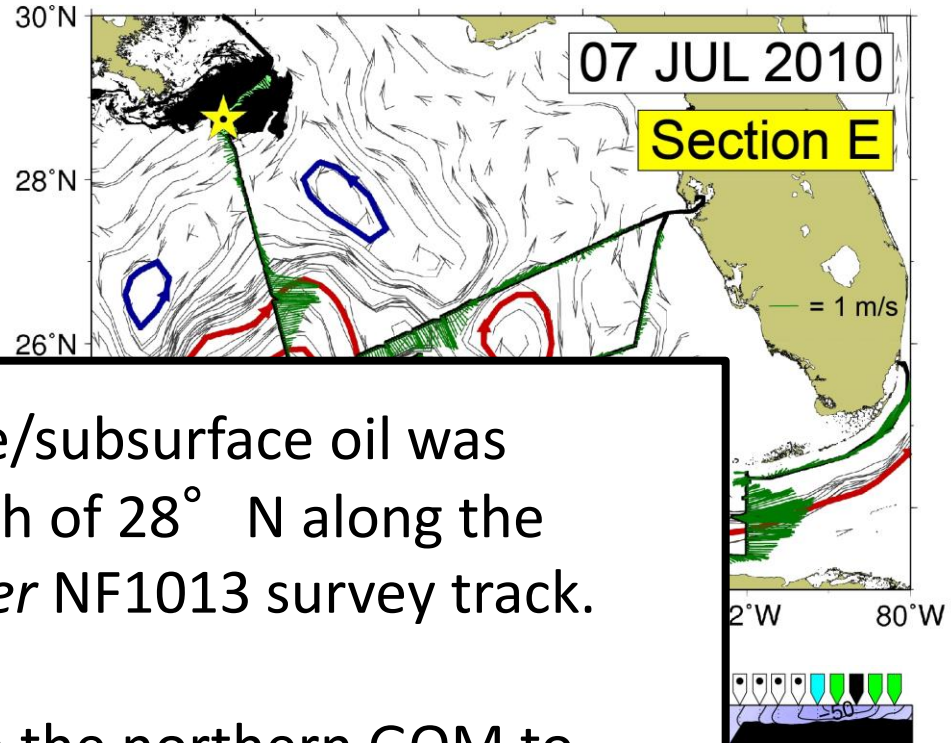 30°N
07 JUL 2010
Section E
28°N
= 1 m/s
26°N
subsurface oil was
of 28° N along the
NF1013 survey track.
2°W
80°W
-50
the northern GOM to